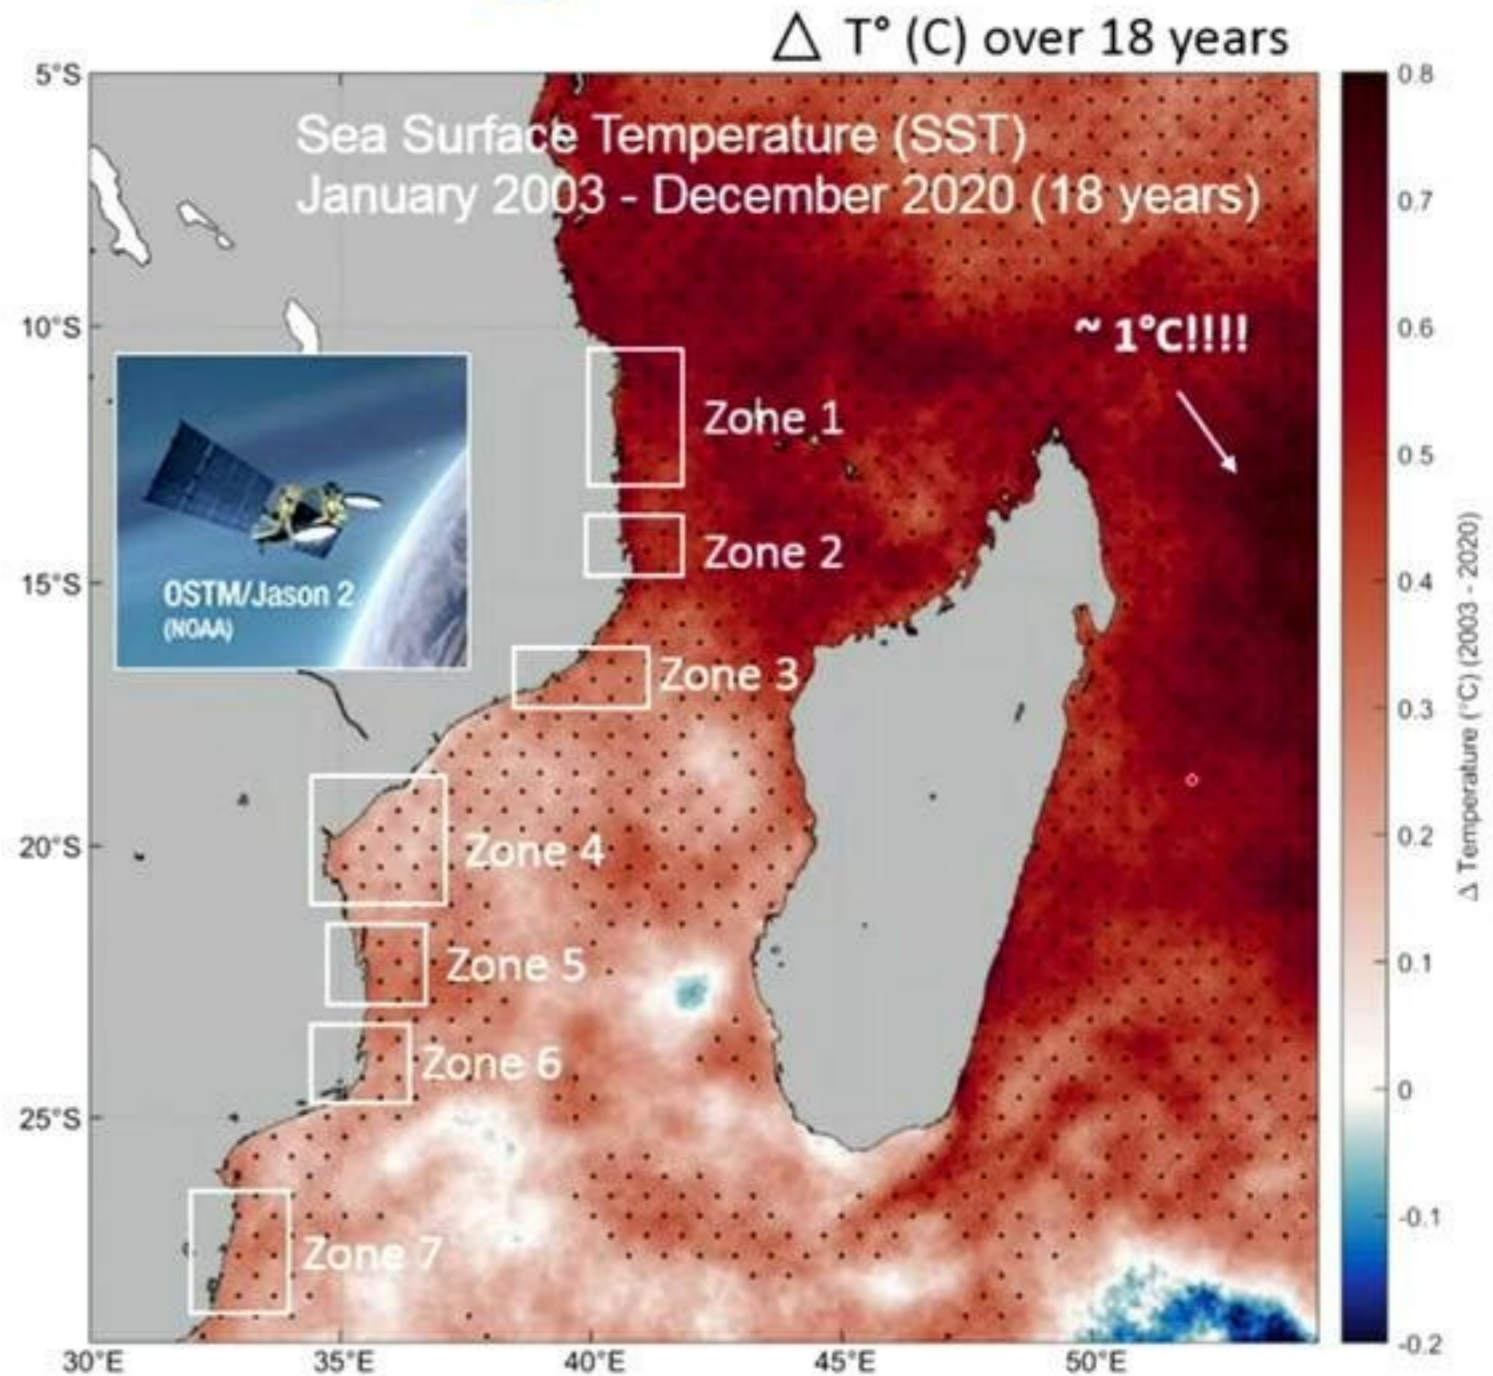 △ T° (C) over 18 years
Sea Surface Temperature (SST)
January 2003 - December 2020 (18 years)
~ 1°C!!!!
Zone 1
Zone 2
OSTM/Jason 2
(NOAA)
Zone 3
Zone 4
Zone 5
Zone 6
Zone 7
5°S
10°S
15°S
20°S
25°S
30°E
35°E
40°E
45°E
50°E
0.8
0.7
0.6
0.5
0.4
0.3
0.2
0.1
0
-0.1
-0.2
Δ Temperature (°C) (2003 - 2020)